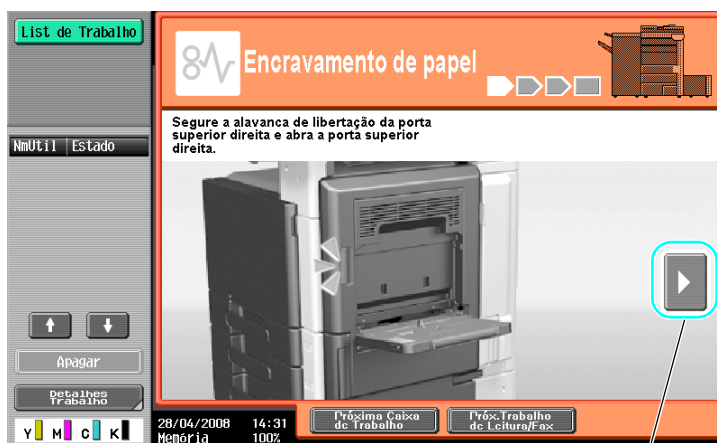 List de Trabalho
Encravamento de papel
Segure a alavanca de libertação da porta
superior direita e abra a porta superior
direita.
NmUtil Estado
Apagar
Detalhes
Trabalho
Y M C K
28/04/2008 14:31
Memória 100%
Próxima Caixa
de Trabalho
Próx.Trabalho
de Leitura/Fax